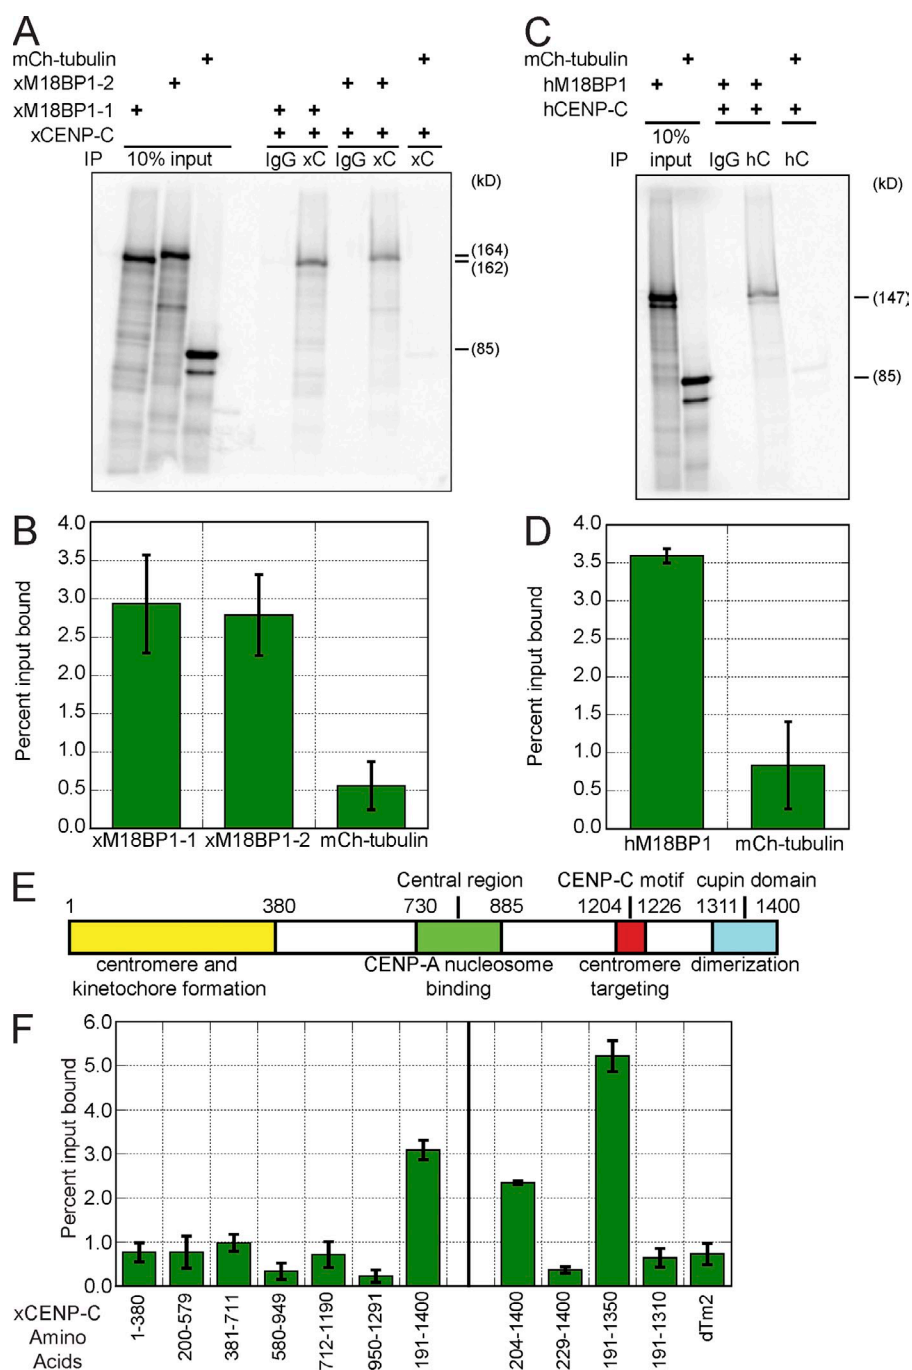 A
mCh-tubulin +
xM18BP1-2 + + +
xM18BP1-1 + + +
xCENP-C + + + + +
IP 10% input IgG xC IgG xC xC
(kD)
(164)
(162)
(85)
C
mCh-tubulin + +
hM18BP1 + + +
hCENP-C + + +
10%
IP input IgG hC hC
(kD)
(147)
(85)
B
Percent input bound
4.0
3.5
3.0
2.5
2.0
1.5
1.0
0.5
0.0
xM18BP1-1 xM18BP1-2 mCh-tubulin
D
Percent input bound
4.0
3.5
3.0
2.5
2.0
1.5
1.0
0.5
0.0
hM18BP1 mCh-tubulin
E
Central region CENP-C motif cupin domain
1 380 730 885 1204 1226 1311 1400
centromere and
kinetochore formation
CENP-A nucleosome
binding
centromere
targeting
dimerization
F
Percent input bound
6.0
5.0
4.0
3.0
2.0
1.0
0.0
xCENP-C
Amino
Acids
1-380
200-579
381-711
580-949
712-1190
950-1291
191-1400
204-1400
229-1400
191-1350
191-1310
dTm2